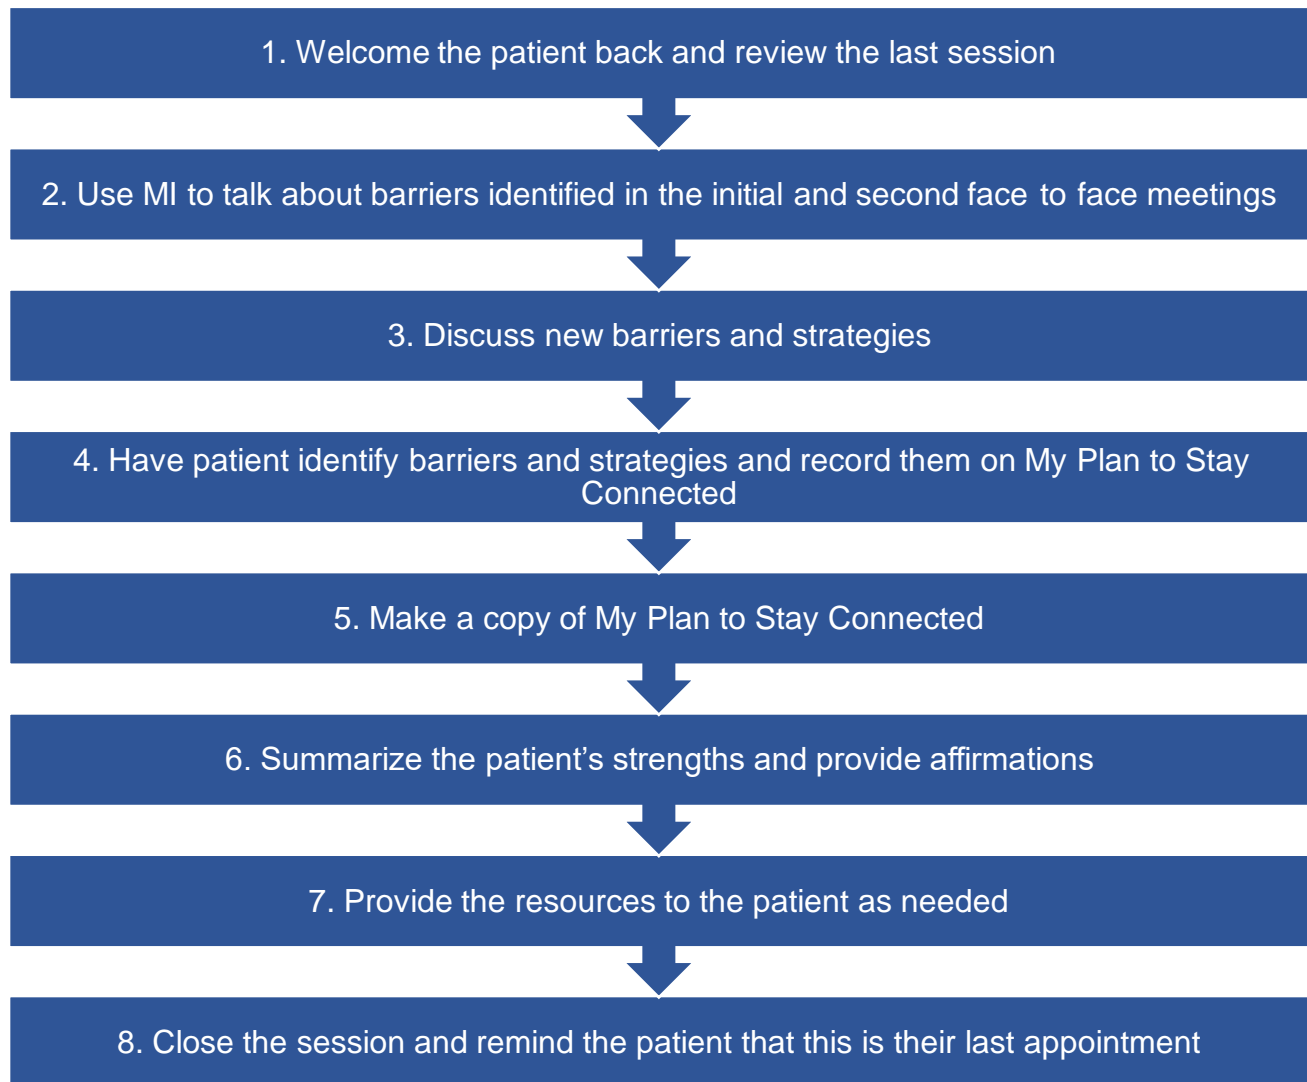 1. Welcome the patient back and review the last session
2. Use MI to talk about barriers identified in the initial and second face to face meetings
3. Discuss new barriers and strategies
4. Have patient identify barriers and strategies and record them on My Plan to Stay
Connected
5. Make a copy of My Plan to Stay Connected
6. Summarize the patient’s strengths and provide affirmations
7. Provide the resources to the patient as needed
8. Close the session and remind the patient that this is their last appointment